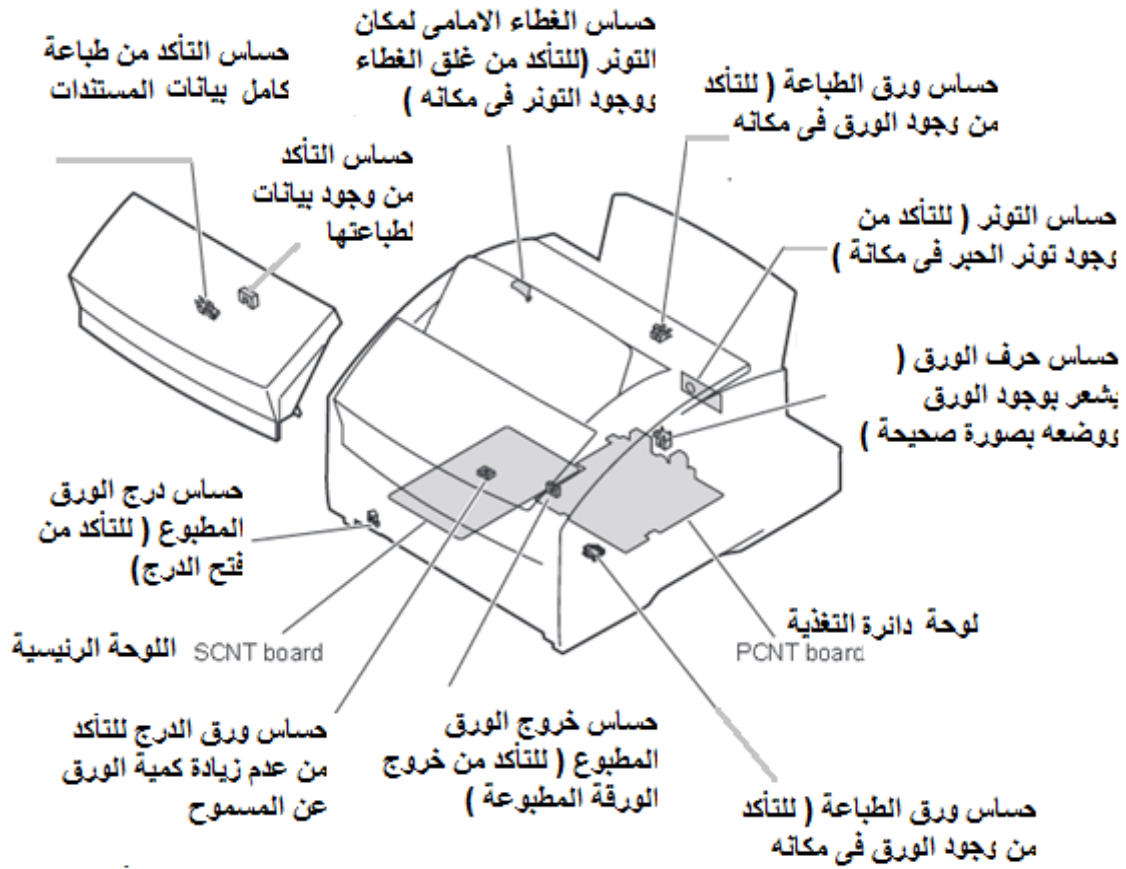 حساس التأكد من طباعة
كامل بيانات المستندات
حساس الغطاء الامامى لمكان
التونر (للتأكد من غلق الغطاء
ووجود التونر فى مكانه )
حساس ورق الطباعة ( للتأكد
من وجود الورق فى مكانه
حساس التأكد
من وجود بيانات
لطباعتها
حساس التونر ( للتأكد من
وجود تونر الحبر فى مكانة )
حساس حرف الورق (
يشعر بوجود الورق
ووضعه بصورة صحيحة )
حساس درج الورق
المطبوع ( للتأكد من
فتح الدرج)
اللوحة الرئيسية SCNT board
لوحة دائرة التغذية
PCNT board
حساس ورق الدرج للتأكد
من عدم زيادة كمية الورق
عن المسموح
حساس خروج الورق
المطبوع ( للتأكد من خروج
الورقة المطبوعة )
حساس ورق الطباعة ( للتأكد
من وجود الورق فى مكانه